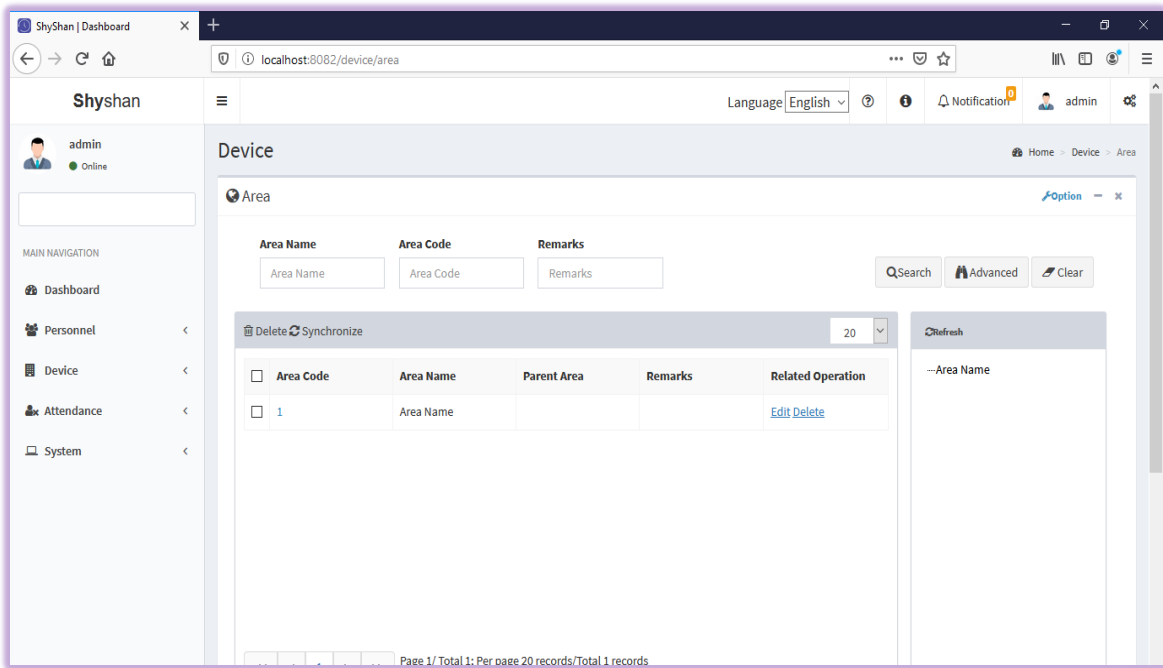 ShyShan | Dashboard
localhost:8082/device/area
Shyshan
Language English
Notification 0
admin
admin
Online
MAIN NAVIGATION
Dashboard
Personnel
Device
Attendance
System
Device
Home > Device > Area
Area
Option
Area Name Area Code Remarks
Area Name Area Code Remarks
Search Advanced Clear
Delete Synchronize 20
Area Code Area Name Parent Area Remarks Related Operation
1 Area Name Edit Delete
Refresh
Area Name
Page 1/ Total 1; Per page 20 records/Total 1 records